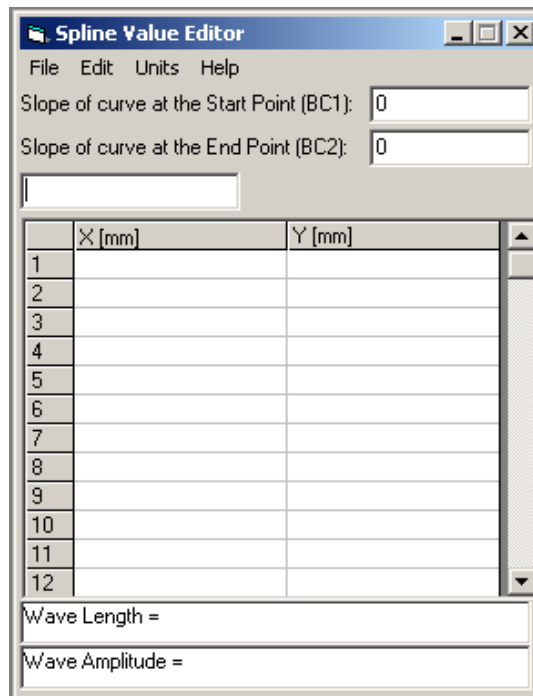 Spline Value Editor
File Edit Units Help
Slope of curve at the Start Point (BC1): 0
Slope of curve at the End Point (BC2): 0
X [mm] Y [mm]
1
2
3
4
5
6
7
8
9
10
11
12
Wave Length =
Wave Amplitude =